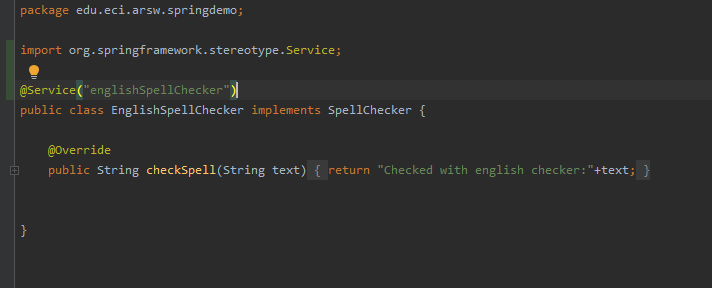 package edu.eci.arsw.springdemo;
import org.springframework.stereotype.Service;
@Service("englishSpellChecker")
public class EnglishSpellChecker implements SpellChecker {
@Override
public String checkSpell(String text) { return "Checked with english checker:"+text; }
}